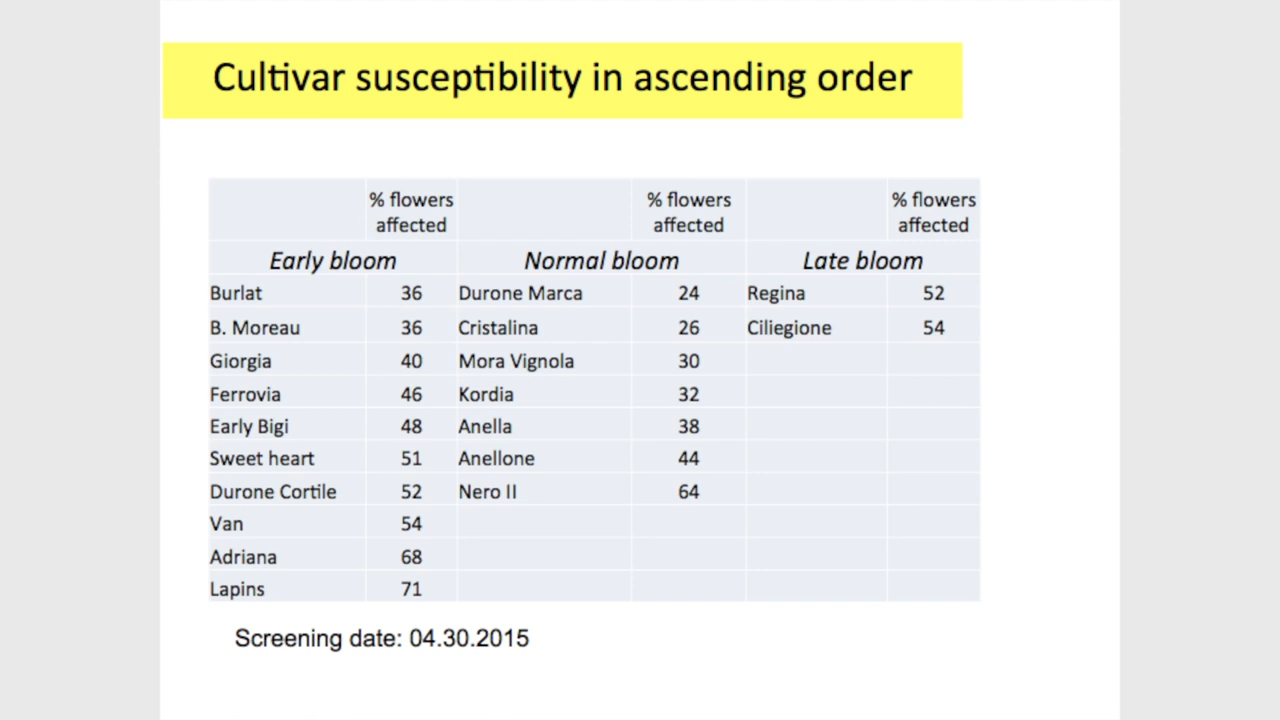 Cultivar susceptibility in ascending order
% flowers affected % flowers affected % flowers affected
Early bloom Normal bloom Late bloom
Burlat 36 Durone Marca 24 Regina 52
B. Moreau 36 Cristalina 26 Ciliegione 54
Giorgia 40 Mora Vignola 30
Ferrovia 46 Kordia 32
Early Bigi 48 Anella 38
Sweet heart 51 Anellone 44
Durone Cortile 52 Nero II 64
Van 54
Adriana 68
Lapins 71
Screening date: 04.30.2015